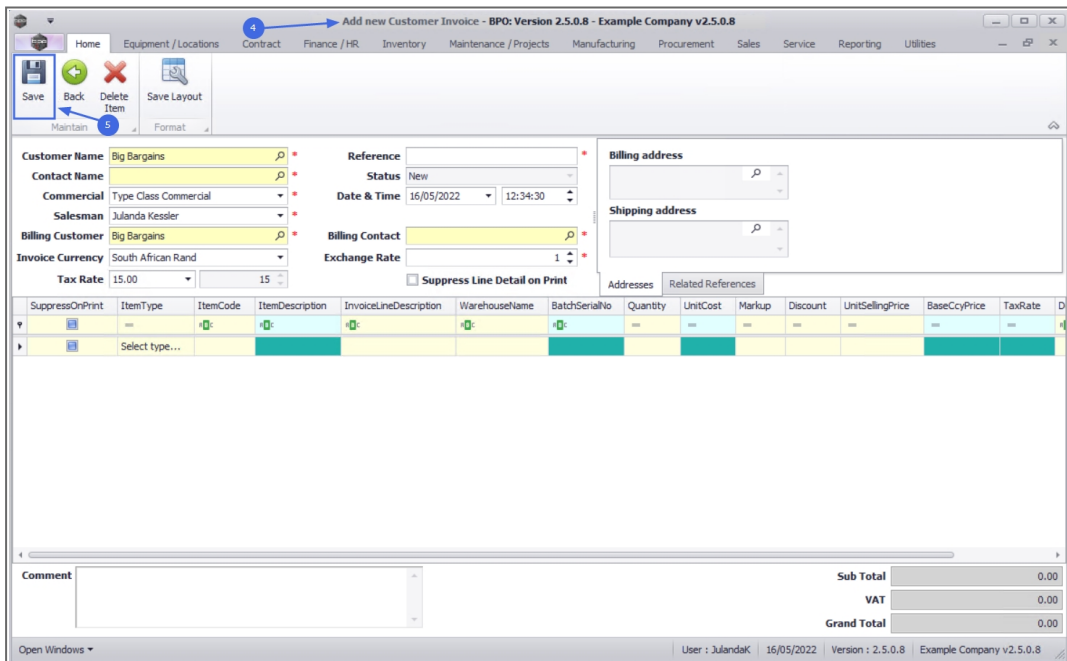 Add new Customer Invoice - BPO: Version 2.5.0.8 - Example Company v2.5.0.8
4
Home Equipment / Locations Contract Finance / HR Inventory Maintenance / Projects Manufacturing Procurement Sales Service Reporting Utilities
Save Back Delete Item Save Layout
Maintain Format
5
Customer Name Big Bargains * Reference * Billing address
Contact Name * Status New
Commercial Type Class Commercial * Date & Time 16/05/2022 12:34:30
Salesman Julanda Kessler * Shipping address
Billing Customer Big Bargains * Billing Contact *
Invoice Currency South African Rand Exchange Rate 1 *
Tax Rate 15.00 15 Suppress Line Detail on Print Addresses Related References
SuppressOnPrint ItemType ItemCode ItemDescription InvoiceLineDescription WarehouseName BatchSerialNo Quantity UnitCost Markup Discount UnitSellingPrice BaseCcyPrice TaxRate D
Select type...
Comment Sub Total 0.00
VAT 0.00
Grand Total 0.00
Open Windows User : JulandaK 16/05/2022 Version : 2.5.0.8 Example Company v2.5.0.8